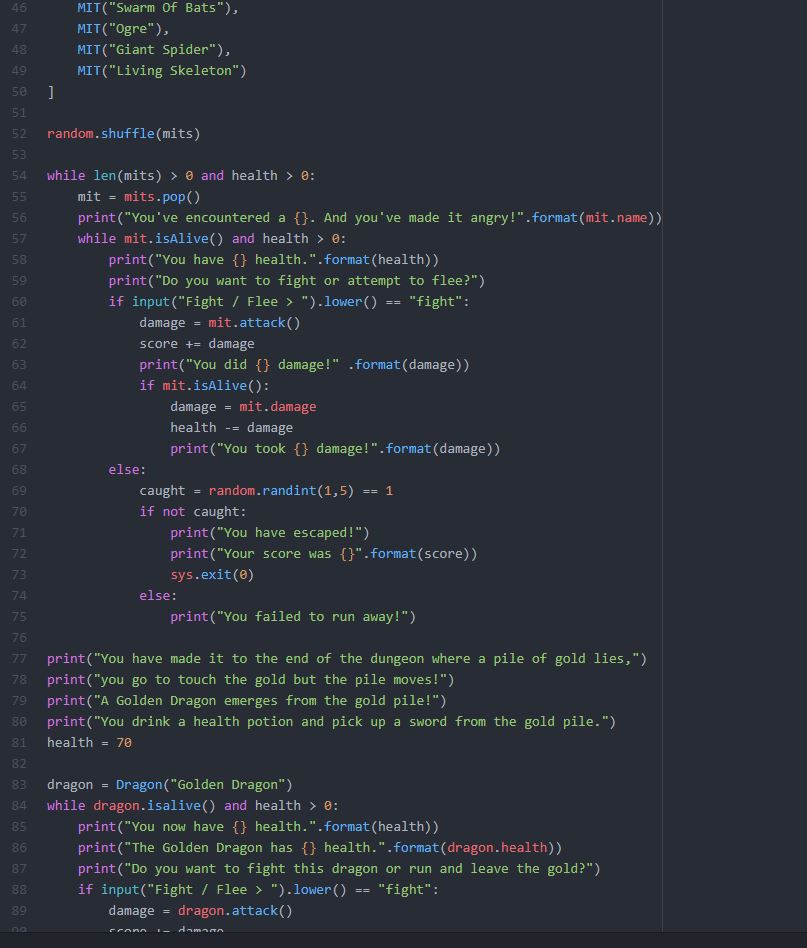 46 MIT("Swarm Of Bats"),
47 MIT("Ogre"),
48 MIT("Giant Spider"),
49 MIT("Living Skeleton")
50 ]
51
52 random.shuffle(mits)
53
54 while len(mits) > 0 and health > 0:
55 mit = mits.pop()
56 print("You've encountered a {}. And you've made it angry!".format(mit.name))
57 while mit.isAlive() and health > 0:
58 print("You have {} health.".format(health))
59 print("Do you want to fight or attempt to flee?")
60 if input("Fight / Flee > ").lower() == "fight":
61 damage = mit.attack()
62 score += damage
63 print("You did {} damage!" .format(damage))
64 if mit.isAlive():
65 damage = mit.damage
66 health -= damage
67 print("You took {} damage!".format(damage))
68 else:
69 caught = random.randint(1,5) == 1
70 if not caught:
71 print("You have escaped!")
72 print("Your score was {}".format(score))
73 sys.exit(0)
74 else:
75 print("You failed to run away!")
76
77 print("You have made it to the end of the dungeon where a pile of gold lies,")
78 print("you go to touch the gold but the pile moves!")
79 print("A Golden Dragon emerges from the gold pile!")
80 print("You drink a health potion and pick up a sword from the gold pile.")
81 health = 70
82
83 dragon = Dragon("Golden Dragon")
84 while dragon.isalive() and health > 0:
85 print("You now have {} health.".format(health))
86 print("The Golden Dragon has {} health.".format(dragon.health))
87 print("Do you want to fight this dragon or run and leave the gold?")
88 if input("Fight / Flee > ").lower() == "fight":
89 damage = dragon.attack()
90 score += damage